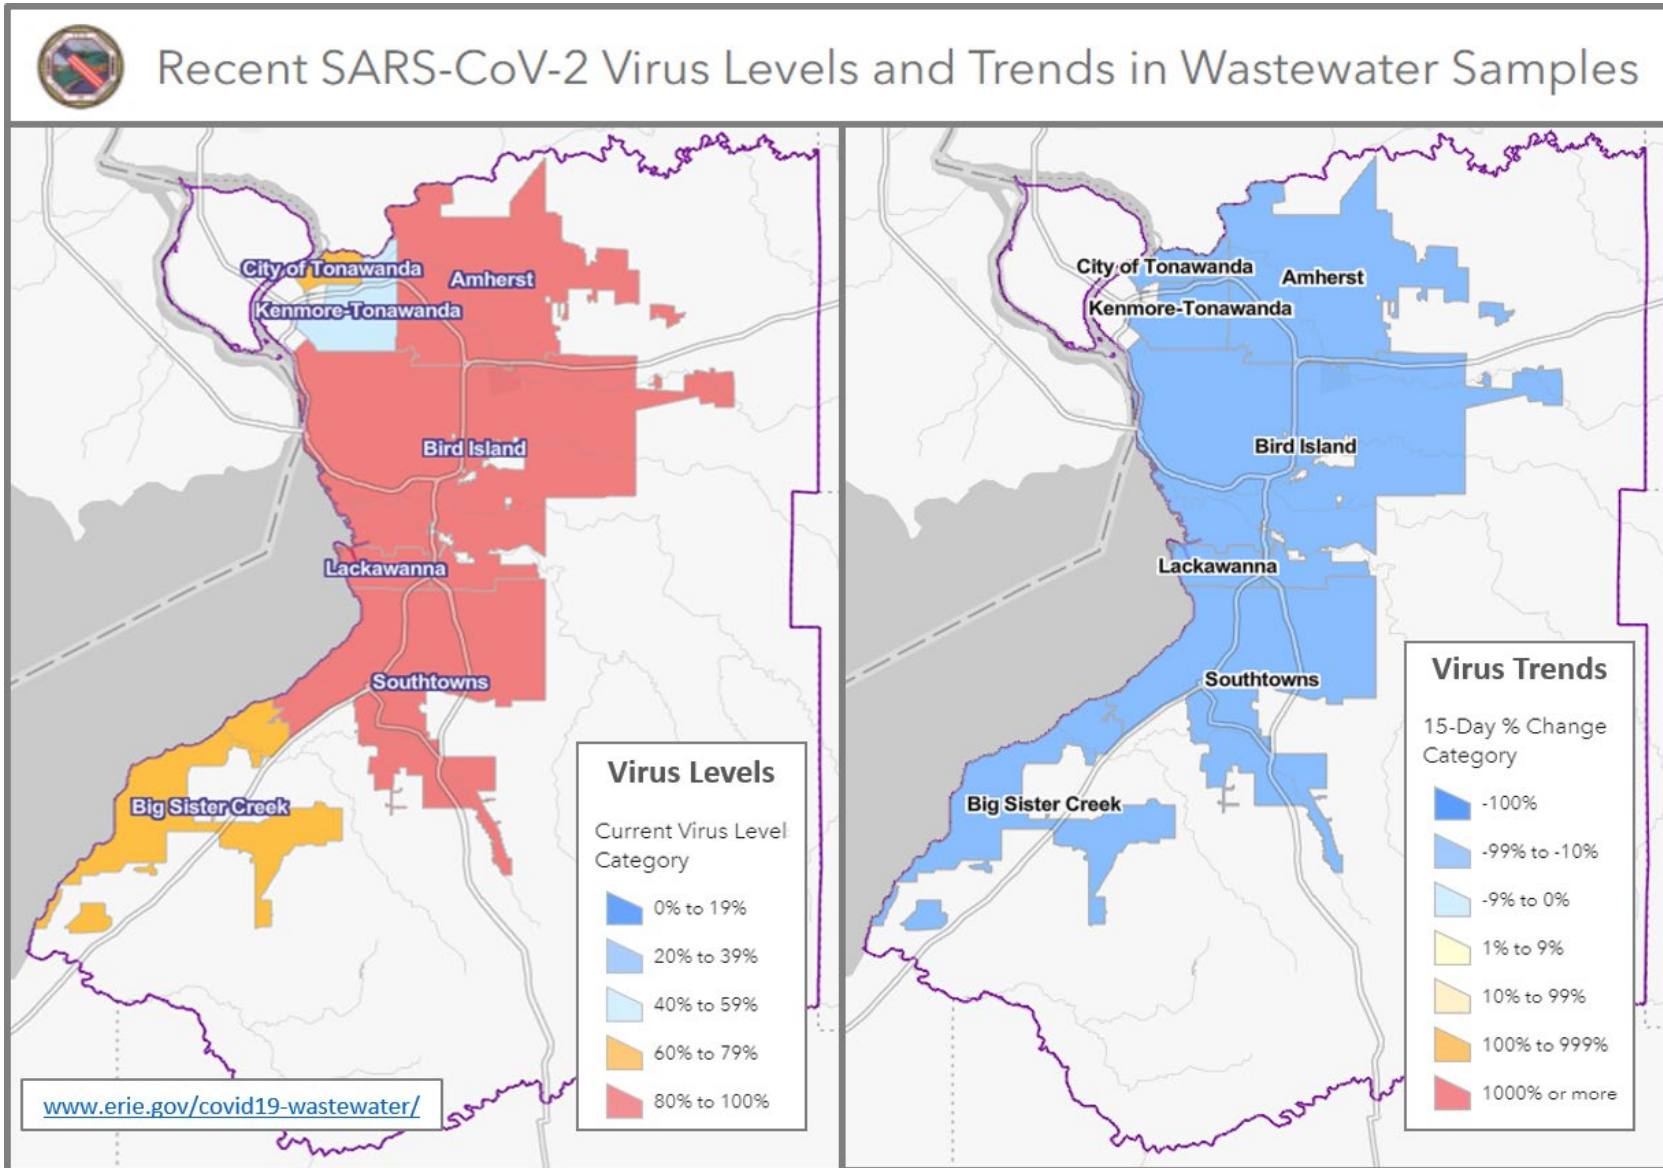 Recent SARS-CoV-2 Virus Levels and Trends in Wastewater Samples
City of Tonawanda
Amherst
Kenmore-Tonawanda
Bird Island
Lackawanna
Southtowns
Big Sister Creek
Virus Levels
Current Virus Level
Category
0% to 19%
20% to 39%
40% to 59%
60% to 79%
80% to 100%
www.erie.gov/covid19-wastewater/
City of Tonawanda
Amherst
Kenmore-Tonawanda
Bird Island
Lackawanna
Southtowns
Big Sister Creek
Virus Trends
15-Day % Change
Category
-100%
-99% to -10%
-9% to 0%
1% to 9%
10% to 99%
100% to 999%
1000% or more